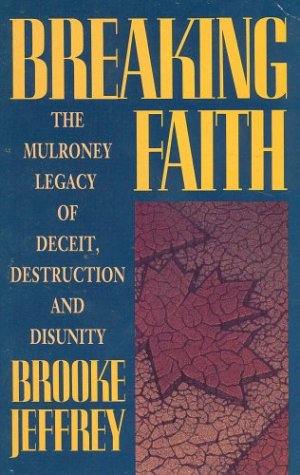 BREAKING
FAITH
THE
MULRONEY
LEGACY
OF
DECEIT,
DESTRUCTION
AND
DISUNITY
BROOKE
JEFFREY